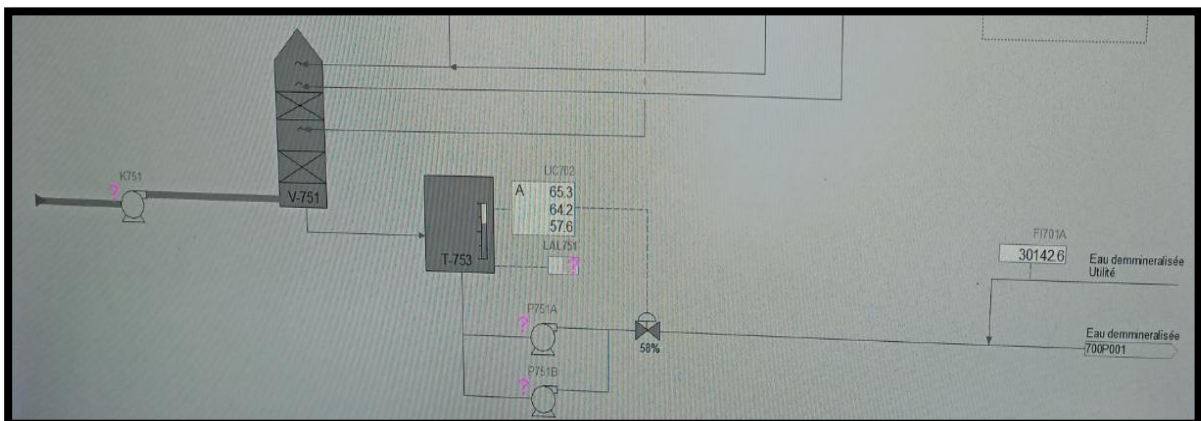 K751
?
V-751
LIC702
A 65.3
64.2
57.6
LAL751
?
T-753
FI701A
30142.6
Eau demmineralisée
Utilité
P751A
?
58%
Eau demmineralisée
700P001
P751B
?